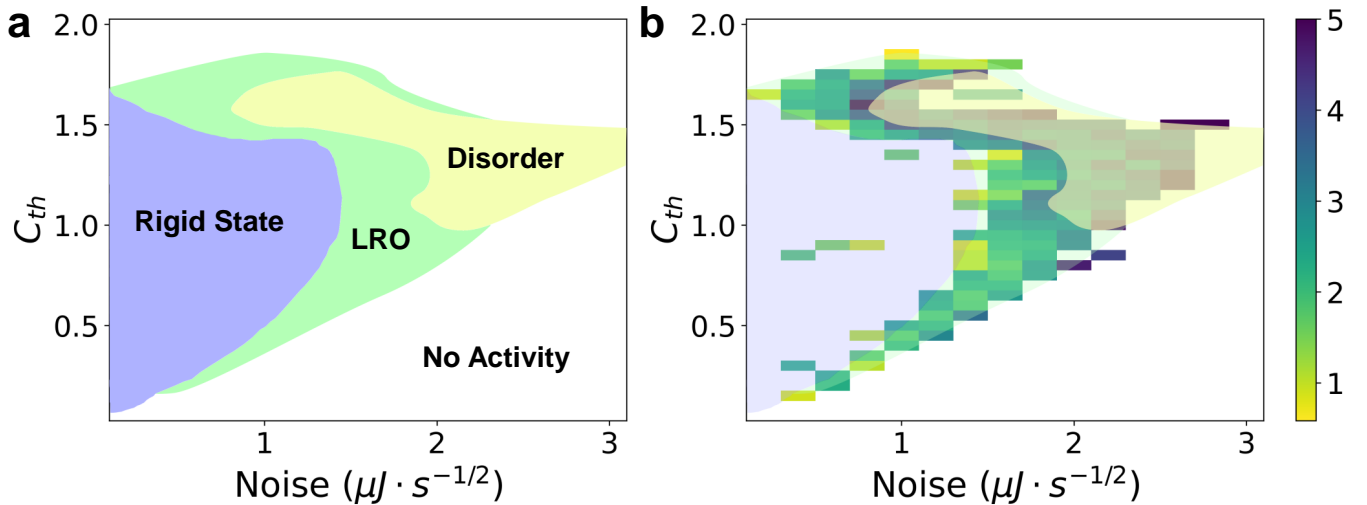 a
2.0
1.5
1.0
0.5
C_th
Disorder
Rigid State
LRO
No Activity
1
2
3
Noise (μJ · s^{-1/2})
b
2.0
1.5
1.0
0.5
C_th
1
2
3
Noise (μJ · s^{-1/2})
5
4
3
2
1